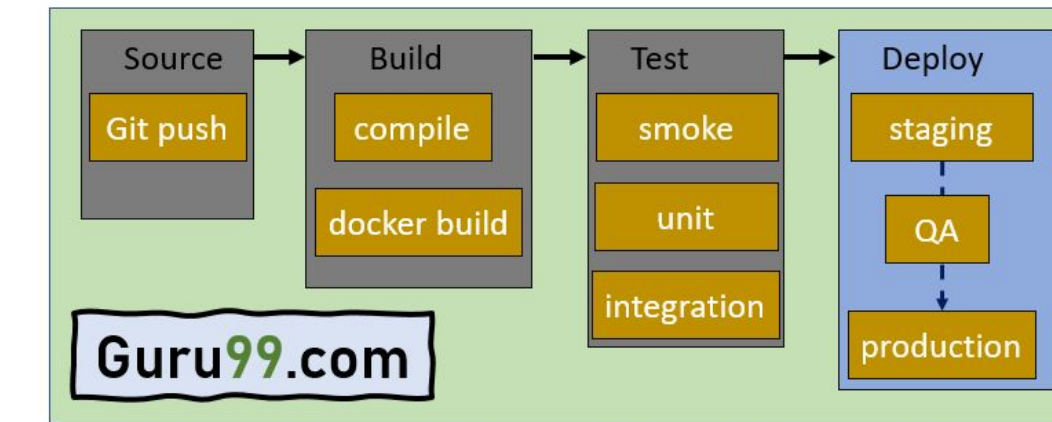 Source
Git push
Build
compile
docker build
Test
smoke
unit
integration
Deploy
staging
QA
production
Guru99.com